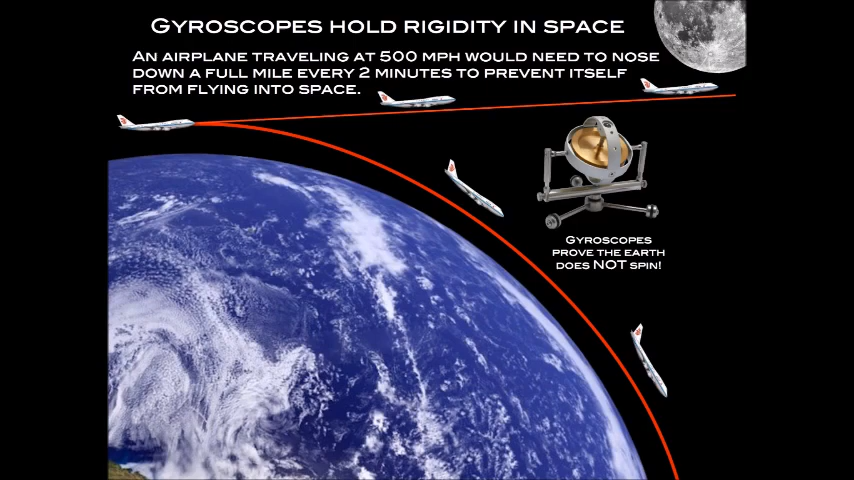 Gyroscopes hold rigidity in space
An airplane traveling at 500 mph would need to nose
down a full mile every 2 minutes to prevent itself
from flying into space.
Gyroscopes
prove the earth
does NOT spin!